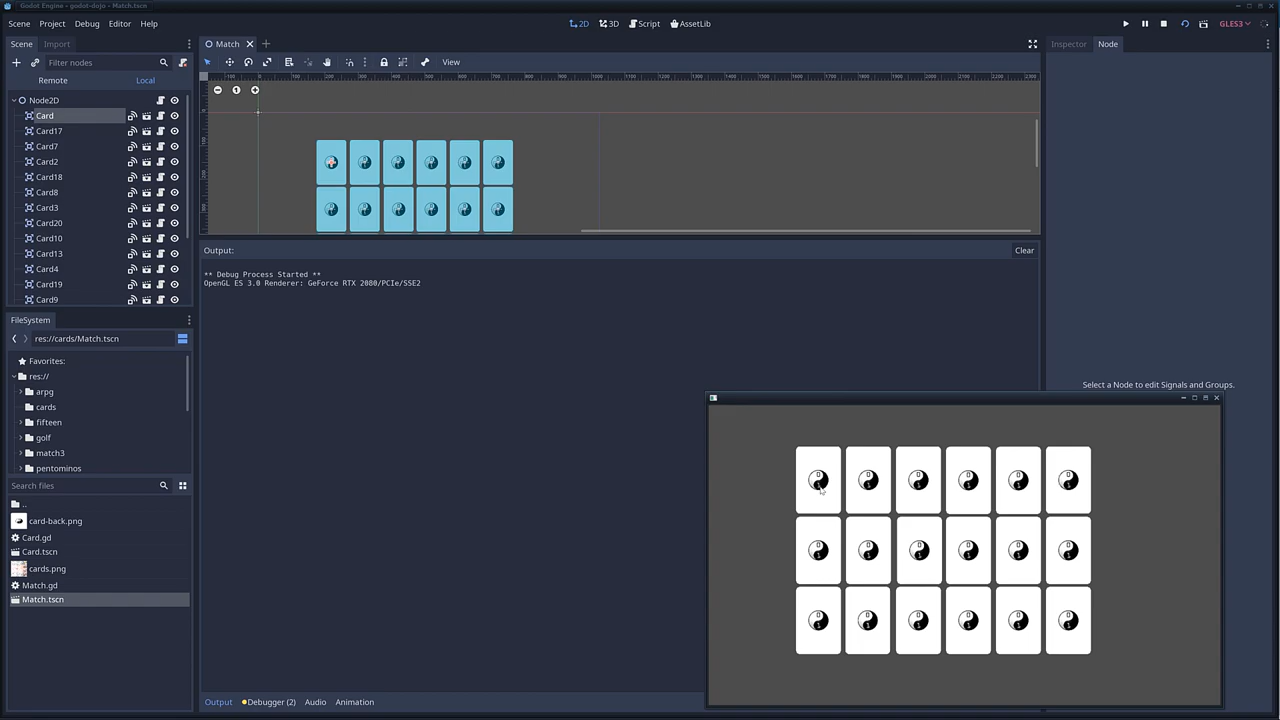 Godot Engine - godot-dojo - Match.tscn
Scene Project Debug Editor Help
2D 3D Script AssetLib
GLES3
Scene Import
Match
Inspector Node
Filter nodes
View
Remote Local
Node2D
Card
Card17
Card7
Card2
Card18
Card8
Card3
Card20
Card10
Card13
Card4
Card19
Card9
Output:
Clear
** Debug Process Started **
OpenGL ES 3.0 Renderer: GeForce RTX 2080/PCIe/SSE2
FileSystem
res://cards/Match.tscn
Favorites:
res://
arpg
cards
fifteen
golf
match3
pentominos
Search files
..
card-back.png
Card.gd
Card.tscn
cards.png
Match.gd
Match.tscn
Select a Node to edit Signals and Groups.
Output Debugger (2) Audio Animation